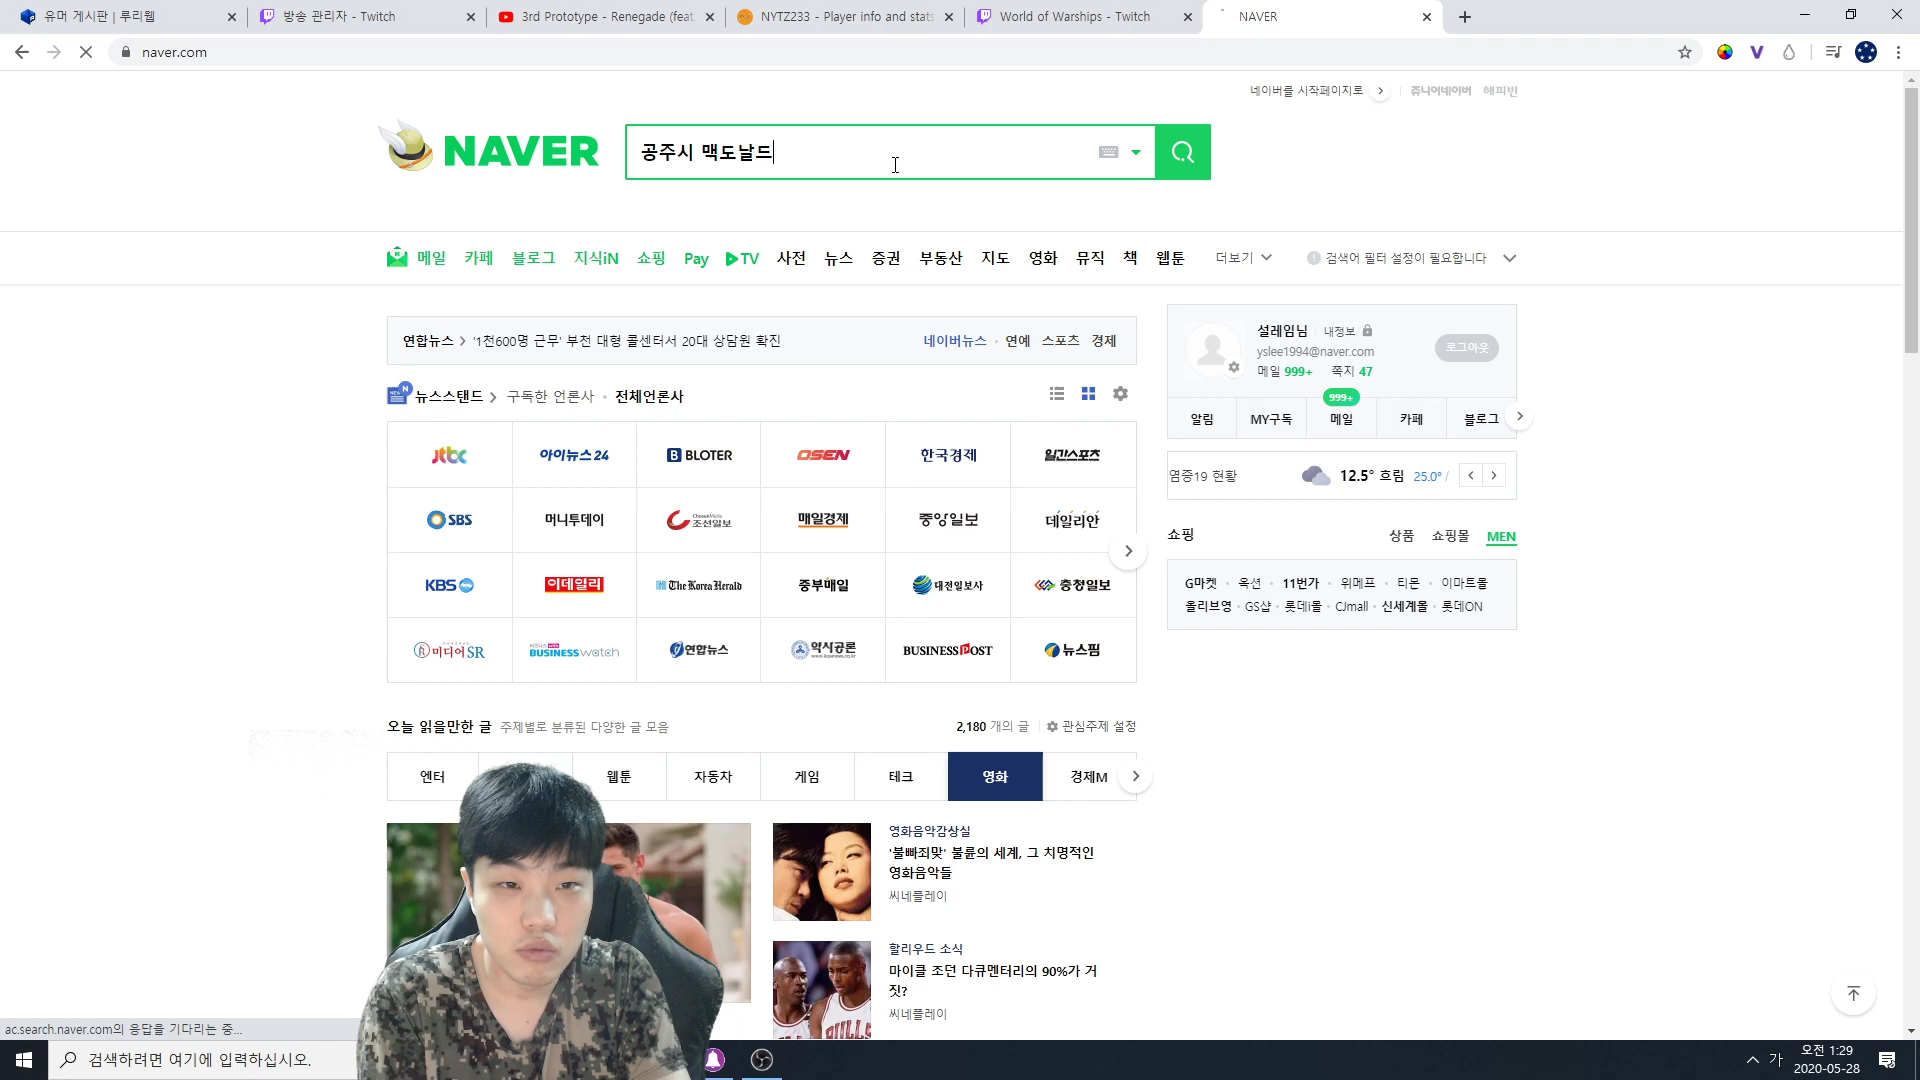 유머 게시판 | 루리웹
방송 관리자 - Twitch
3rd Prototype - Renegade (feat.
NYTZ233 - Player info and stats
World of Warships - Twitch
NAVER
naver.com
네이버를 시작페이지로
쥬니어네이버 해피빈
NAVER
공주시 맥도날드
메일 카페 블로그 지식iN 쇼핑 Pay TV 사전 뉴스 증권 부동산 지도 영화 뮤직 책 웹툰 더보기
검색어 필터 설정이 필요합니다
연합뉴스 > '1천600명 근무' 부천 대형 콜센터서 20대 상담원 확진
네이버뉴스 · 연예 스포츠 경제
설레임님 내정보
yslee1994@naver.com
메일 999+ 쪽지 47
로그아웃
999+
알림 MY구독 메일 카페 블로그
뉴스스탠드 > 구독한 언론사 · 전체언론사
jtbc 아이뉴스24 BLOTER OSEN 한국경제 일간스포츠
SBS 머니투데이 조선일보 매일경제 중앙일보 데일리안
KBS 이데일리 The Korea Herald 중부매일 대전일보사 충청일보
미디어SR BUSINESS watch 연합뉴스 약사공론 BUSINESS POST 뉴스핌
염증19 현황
12.5° 흐림 25.0° /
쇼핑
상품 쇼핑몰 MEN
G마켓 · 옥션 · 11번가 · 위메프 · 티몬 · 이마트몰
올리브영 · GS샵 · 롯데i몰 · CJmall · 신세계몰 · 롯데ON
오늘 읽을만한 글 주제별로 분류된 다양한 글 모음
2,180 개의 글
관심주제 설정
엔터 웹툰 자동차 게임 테크 영화 경제M
영화음악감상실
'불빠죄맞' 불륜의 세계, 그 치명적인
영화음악들
씨네플레이
할리우드 소식
마이클 조던 다큐멘터리의 90%가 거
짓?
씨네플레이
BULLS
ac.search.naver.com의 응답을 기다리는 중...
검색하려면 여기에 입력하십시오.
가
오전 1:29
2020-05-28